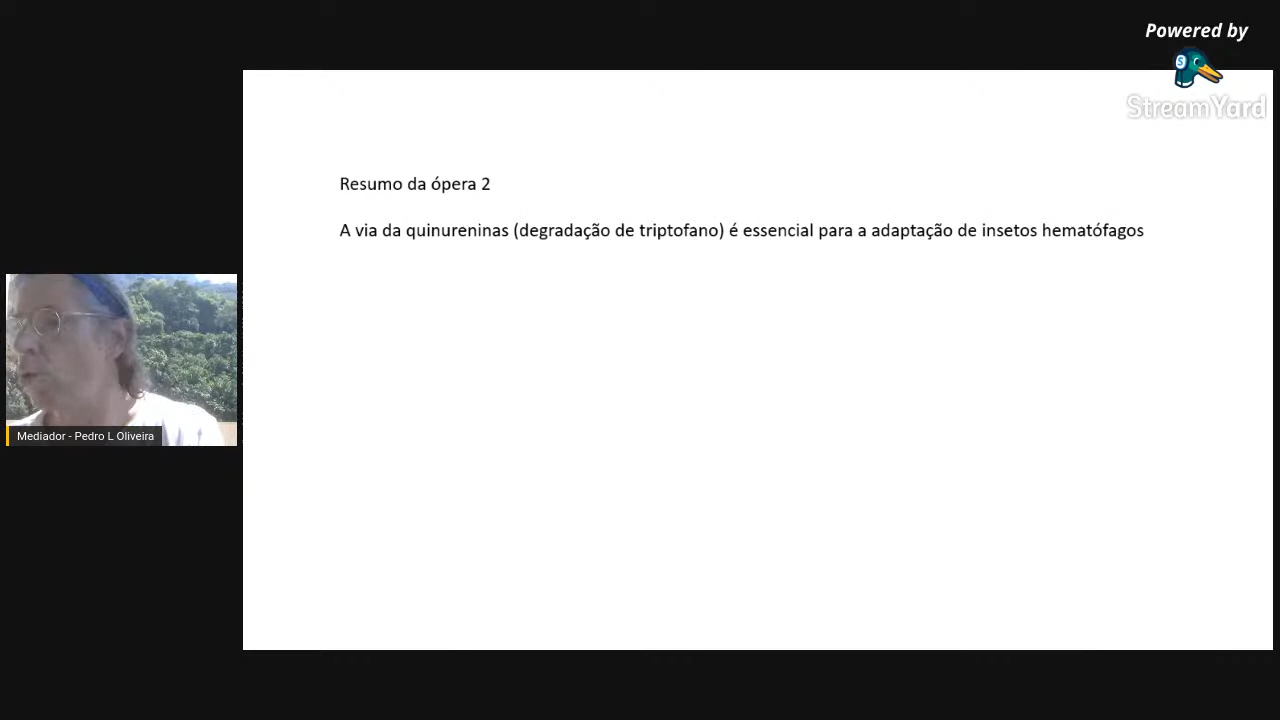 Powered by
StreamYard
Resumo da ópera 2
A via da quinureninas (degradação de triptofano) é essencial para a adaptação de insetos hematófagos
Mediador - Pedro L Oliveira